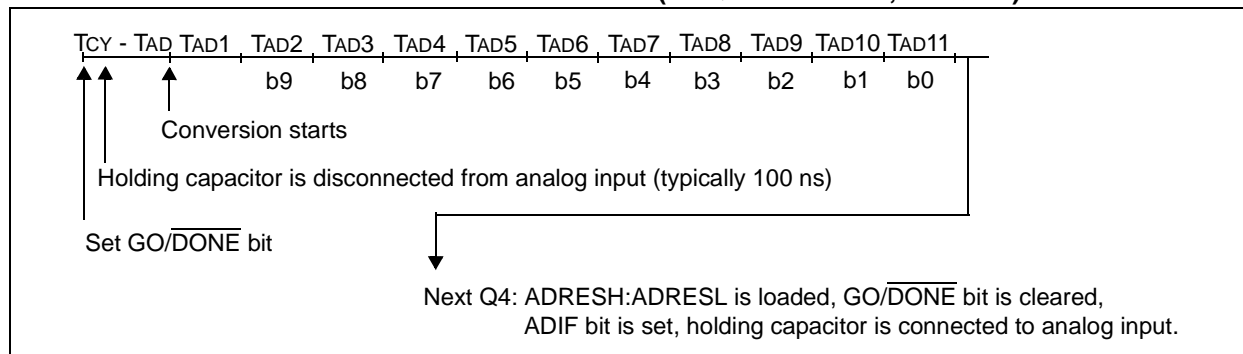 TCY - TAD TAD1 TAD2 TAD3 TAD4 TAD5 TAD6 TAD7 TAD8 TAD9 TAD10 TAD11
b9 b8 b7 b6 b5 b4 b3 b2 b1 b0
Conversion starts
Holding capacitor is disconnected from analog input (typically 100 ns)
Set GO/DONE bit
Next Q4: ADRESH:ADRESL is loaded, GO/DONE bit is cleared,
ADIF bit is set, holding capacitor is connected to analog input.